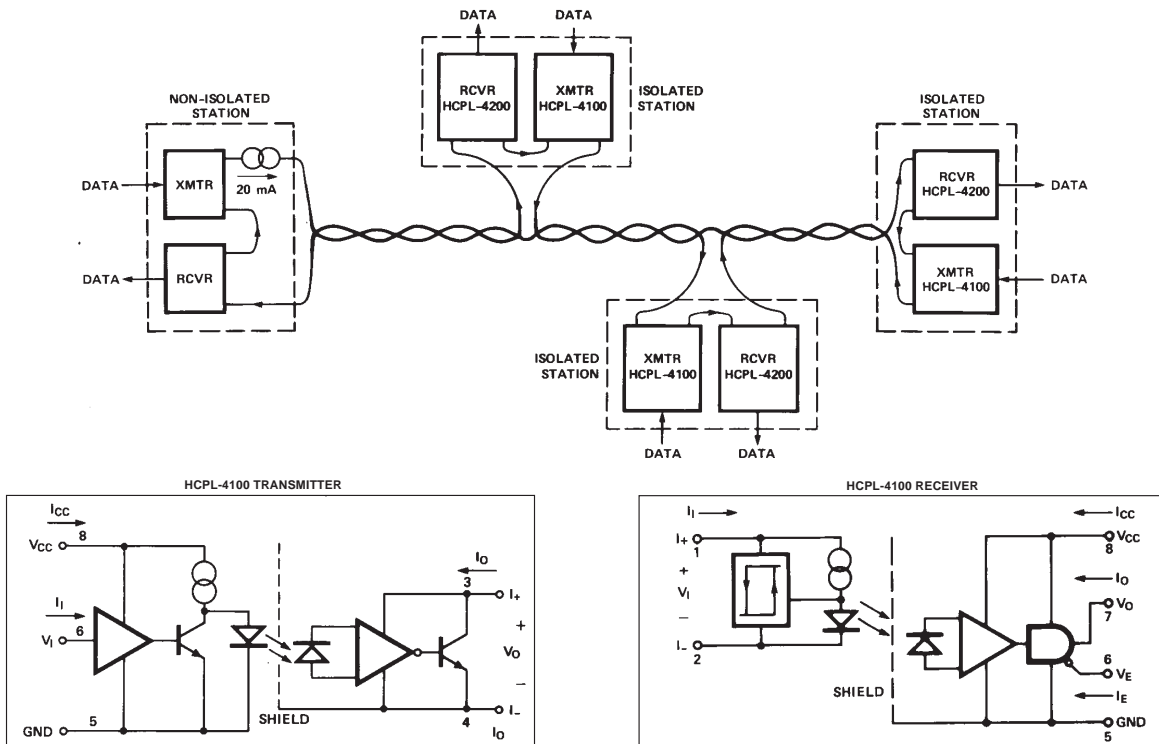 DATA
DATA
RCVR
HCPL-4200
XMTR
HCPL-4100
ISOLATED
STATION
NON-ISOLATED
STATION
XMTR
20 mA
DATA
RCVR
DATA
ISOLATED
STATION
RCVR
HCPL-4200
DATA
XMTR
HCPL-4100
DATA
ISOLATED
STATION
XMTR
HCPL-4100
RCVR
HCPL-4200
DATA
DATA
HCPL-4100 TRANSMITTER
ICC
VCC
8
II
VI
6
GND
5
SHIELD
IO
3
I+
+
VO
−
4
I−
IO
HCPL-4100 RECEIVER
II
I+
1
+
VI
−
I−
2
SHIELD
ICC
VCC
8
IO
VO
7
6
VE
IE
GND
5